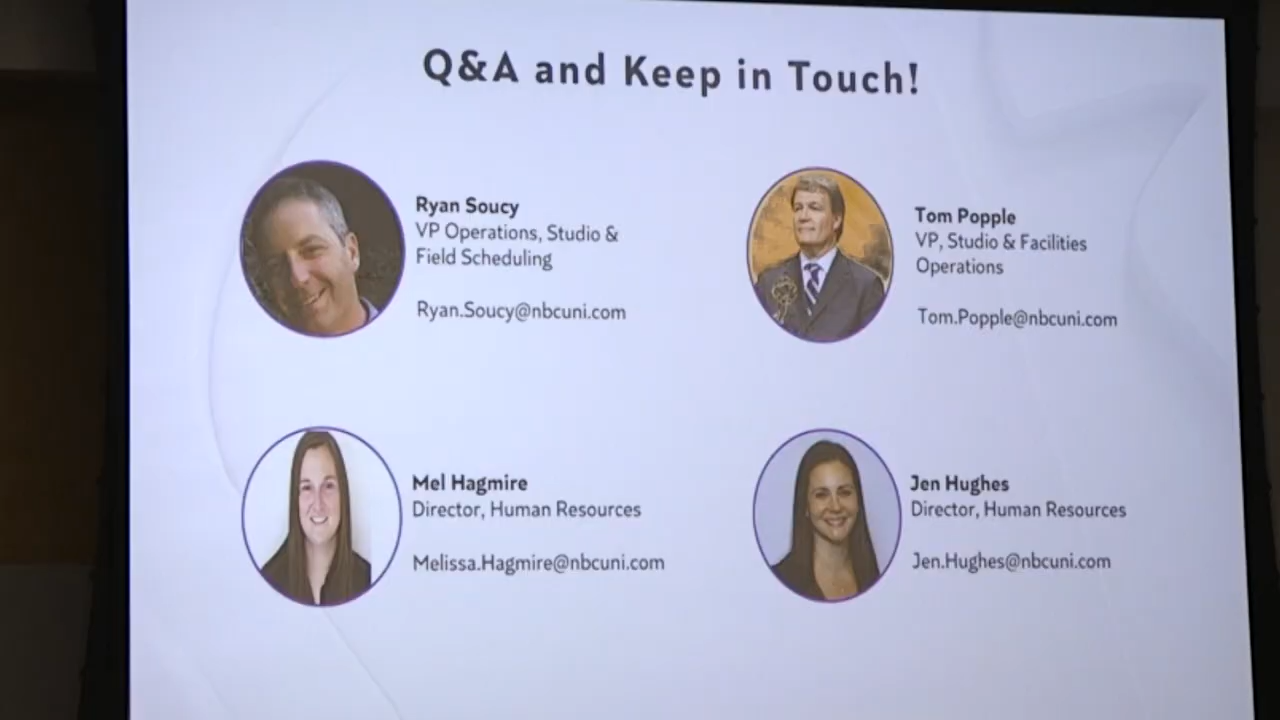 Q&A and Keep in Touch!
Ryan Soucy
VP Operations, Studio &
Field Scheduling
Ryan.Soucy@nbcuni.com
Tom Popple
VP, Studio & Facilities
Operations
Tom.Popple@nbcuni.com
Mel Hagmire
Director, Human Resources
Melissa.Hagmire@nbcuni.com
Jen Hughes
Director, Human Resources
Jen.Hughes@nbcuni.com